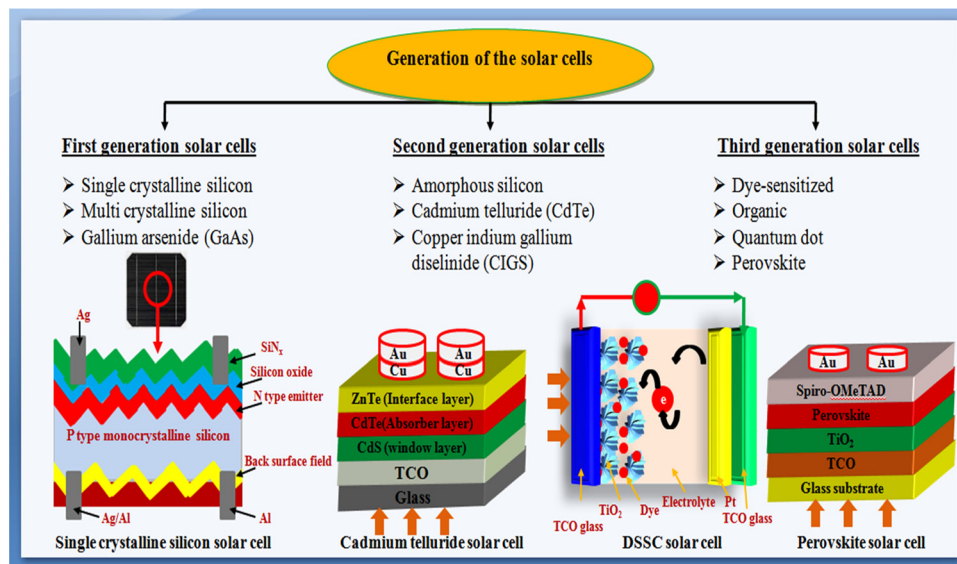 Generation of the solar cells
First generation solar cells
➢ Single crystalline silicon
➢ Multi crystalline silicon
➢ Gallium arsenide (GaAs)
Second generation solar cells
➢ Amorphous silicon
➢ Cadmium telluride (CdTe)
➢ Copper indium gallium
diselinide (CIGS)
Third generation solar cells
➢ Dye-sensitized
➢ Organic
➢ Quantum dot
➢ Perovskite
Ag
SiNₓ
Silicon oxide
N type emitter
P type monocrystalline silicon
Back surface field
Ag/Al
Al
Single crystalline silicon solar cell
Au Au
Cu Cu
ZnTe (Interface layer)
CdTe(Absorber layer)
CdS (window layer)
TCO
Glass
Cadmium telluride solar cell
e
TCO glass
TiO₂
Dye
Electrolyte
Pt
TCO glass
DSSC solar cell
Au Au
Spiro-OMeTAD
Perovskite
TiO₂
TCO
Glass substrate
Perovskite solar cell